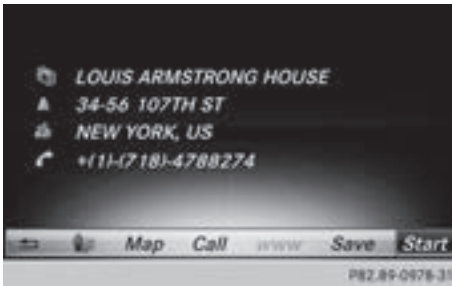 LOUIS ARMSTRONG HOUSE
34-56 107TH ST
NEW YORK, US
+(1)-(718)-4788274
Map Call www Save Start
P82.89-0978-31